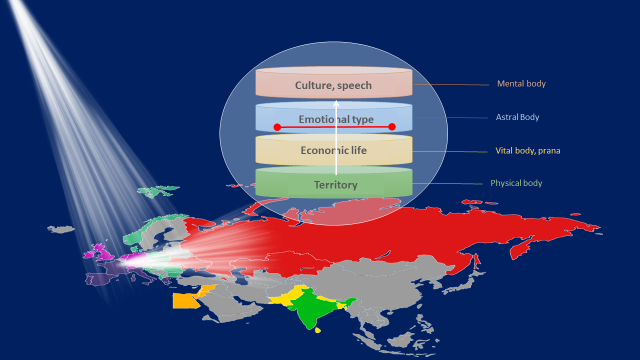 Culture, speech
Mental body
Emotional type
Astral Body
Economic life
Vital body, prana
Territory
Physical body